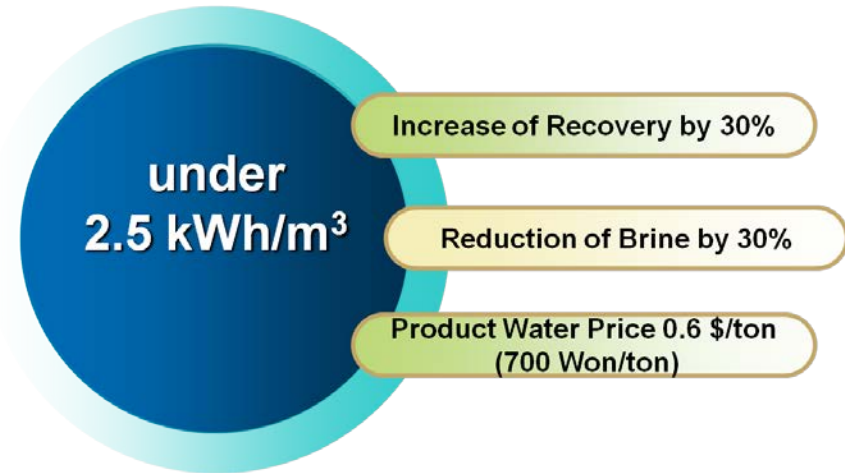 under
2.5 kWh/m³
Increase of Recovery by 30%
Reduction of Brine by 30%
Product Water Price 0.6 $/ton
(700 Won/ton)